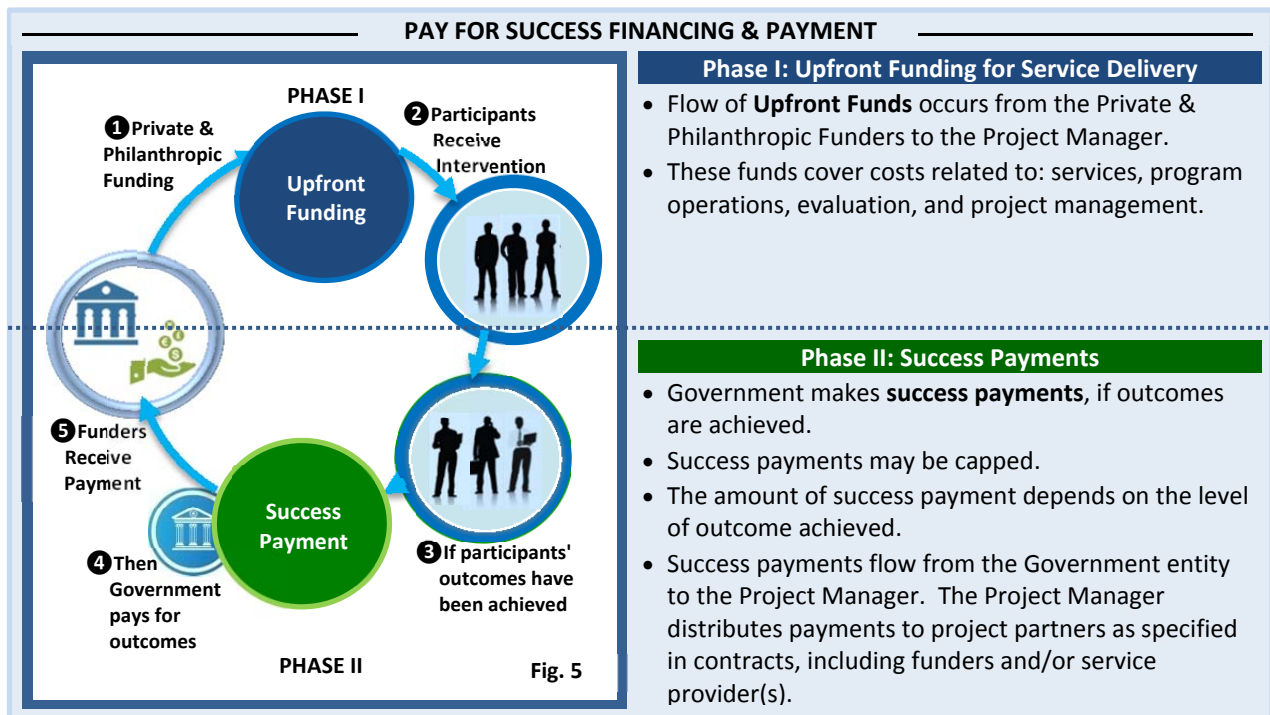 PAY FOR SUCCESS FINANCING & PAYMENT
PHASE I
❶Private &
Philanthropic
Funding
❷Participants
Receive
Intervention
Upfront
Funding
❺Funders
Receive
Payment
Success
Payment
❹Then
Government
pays for
outcomes
❸If participants'
outcomes have
been achieved
PHASE II
Fig. 5
Phase I: Upfront Funding for Service Delivery
• Flow of Upfront Funds occurs from the Private &
Philanthropic Funders to the Project Manager.
• These funds cover costs related to: services, program
operations, evaluation, and project management.
Phase II: Success Payments
• Government makes success payments, if outcomes
are achieved.
• Success payments may be capped.
• The amount of success payment depends on the level
of outcome achieved.
• Success payments flow from the Government entity
to the Project Manager.  The Project Manager
distributes payments to project partners as specified
in contracts, including funders and/or service
provider(s).